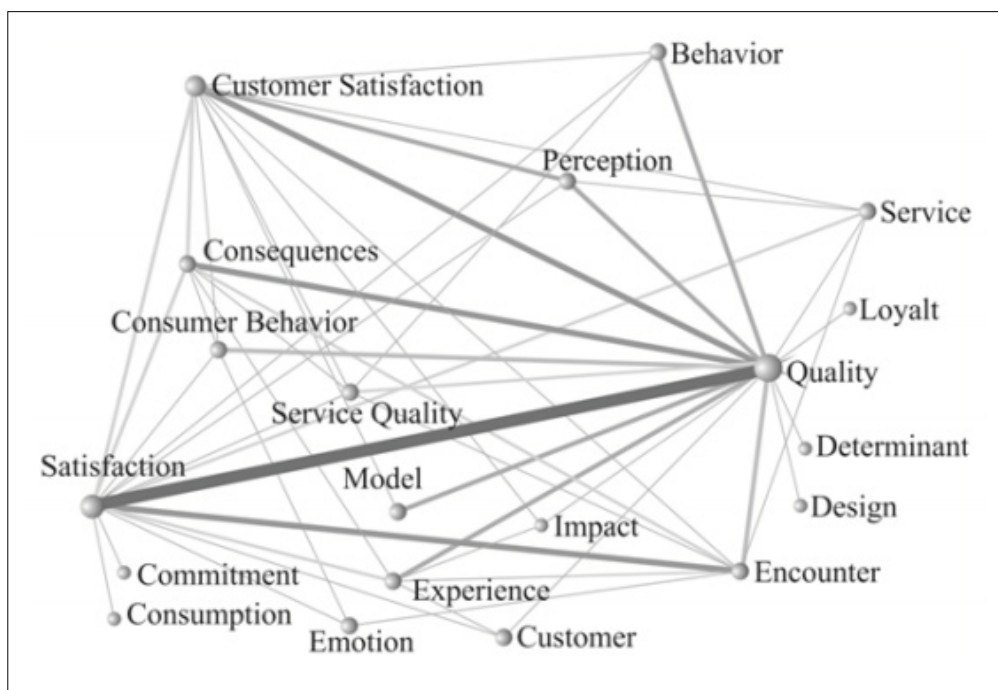 Behavior
Customer Satisfaction
Perception
Service
Consequences
Loyalt
Consumer Behavior
Quality
Service Quality
Determinant
Satisfaction
Model
Design
Impact
Encounter
Commitment
Experience
Consumption
Customer
Emotion